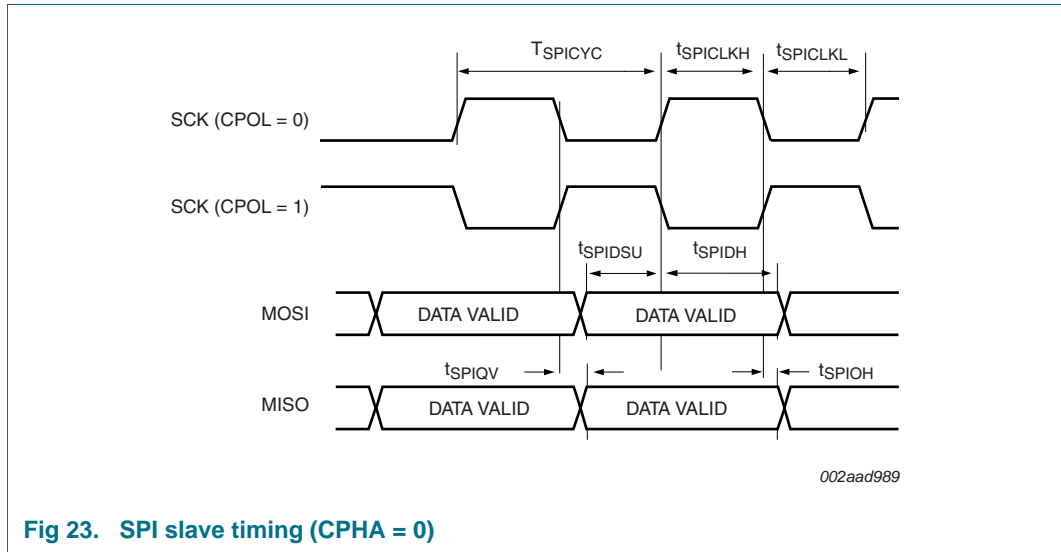 TSPICYC tSPICLKH tSPICLKL
SCK (CPOL = 0)
SCK (CPOL = 1)
tSPIDSU tSPIDH
MOSI DATA VALID DATA VALID
tSPIQV tSPIOH
MISO DATA VALID DATA VALID
002aad989
Fig 23. SPI slave timing (CPHA = 0)